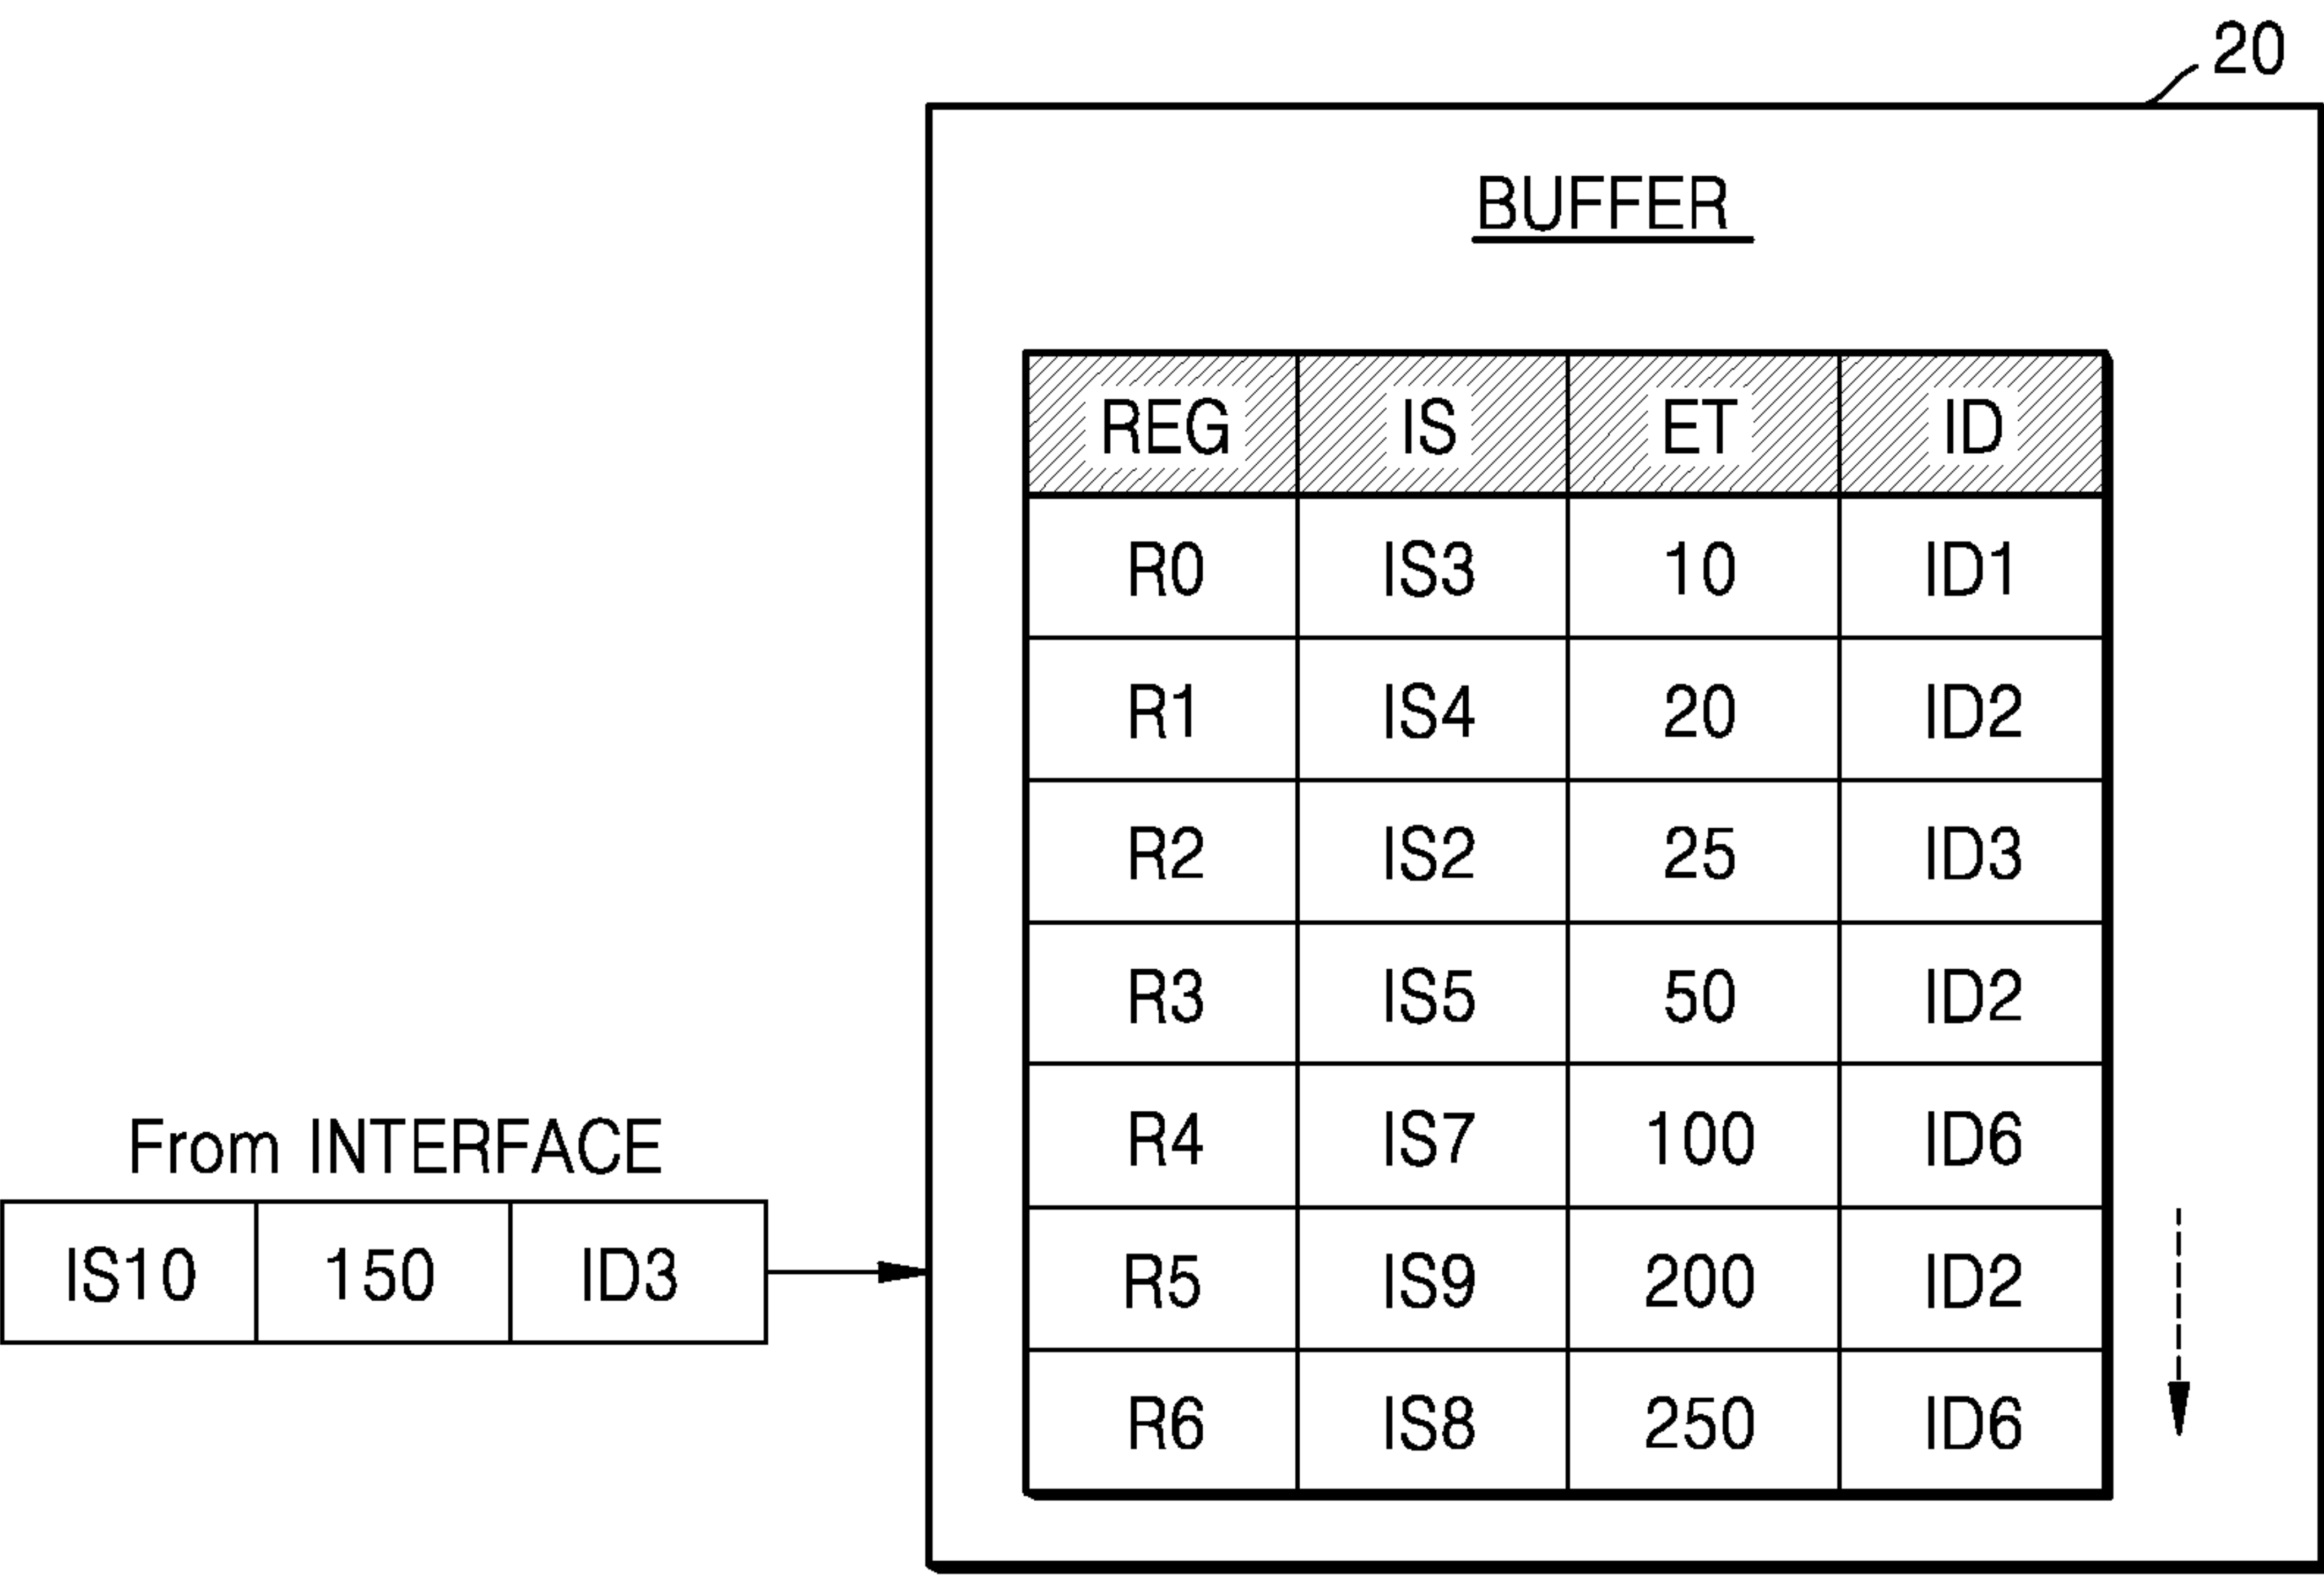 20
BUFFER
REG IS ET ID
R0 IS3 10 ID1
R1 IS4 20 ID2
R2 IS2 25 ID3
R3 IS5 50 ID2
R4 IS7 100 ID6
R5 IS9 200 ID2
R6 IS8 250 ID6
From INTERFACE
IS10 150 ID3